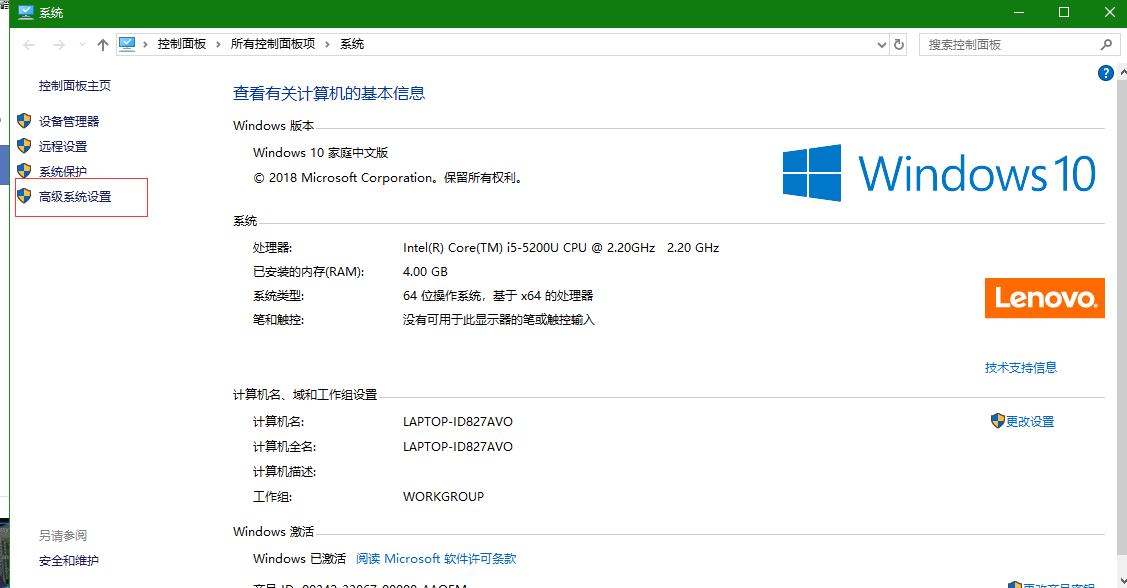 系统
控制面板 › 所有控制面板项 › 系统
搜索控制面板
控制面板主页
设备管理器
远程设置
系统保护
高级系统设置
查看有关计算机的基本信息
Windows 版本
Windows 10 家庭中文版
© 2018 Microsoft Corporation。保留所有权利。
Windows 10
系统
处理器: Intel(R) Core(TM) i5-5200U CPU @ 2.20GHz 2.20 GHz
已安装的内存(RAM): 4.00 GB
系统类型: 64 位操作系统，基于 x64 的处理器
笔和触控: 没有可用于此显示器的笔或触控输入
Lenovo
技术支持信息
计算机名、域和工作组设置
计算机名: LAPTOP-ID827AVO
更改设置
计算机全名: LAPTOP-ID827AVO
计算机描述:
工作组: WORKGROUP
Windows 激活
Windows 已激活 阅读 Microsoft 软件许可条款
另请参阅
安全和维护
更改产品密钥